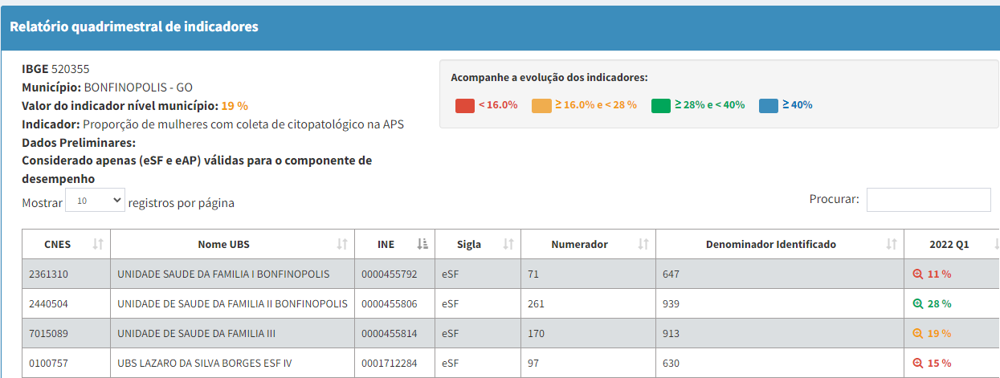 Relatório quadrimestral de indicadores
IBGE 520355
Município: BONFINOPOLIS - GO
Valor do indicador nível município: 19 %
Indicador: Proporção de mulheres com coleta de citopatológico na APS
Dados Preliminares:
Considerado apenas (eSF e eAP) válidas para o componente de
desempenho
Acompanhe a evolução dos indicadores:
< 16.0% ≥ 16.0% e < 28 % ≥ 28% e < 40% ≥ 40%
Mostrar 10 registros por página
Procurar:
CNES Nome UBS INE Sigla Numerador Denominador Identificado 2022 Q1
2361310 UNIDADE SAUDE DA FAMILIA I BONFINOPOLIS 0000455792 eSF 71 647 11 %
2440504 UNIDADE DE SAUDE DA FAMILIA II BONFINOPOLIS 0000455806 eSF 261 939 28 %
7015089 UNIDADE DE SAUDE DA FAMILIA III 0000455814 eSF 170 913 19 %
0100757 UBS LAZARO DA SILVA BORGES ESF IV 0001712284 eSF 97 630 15 %